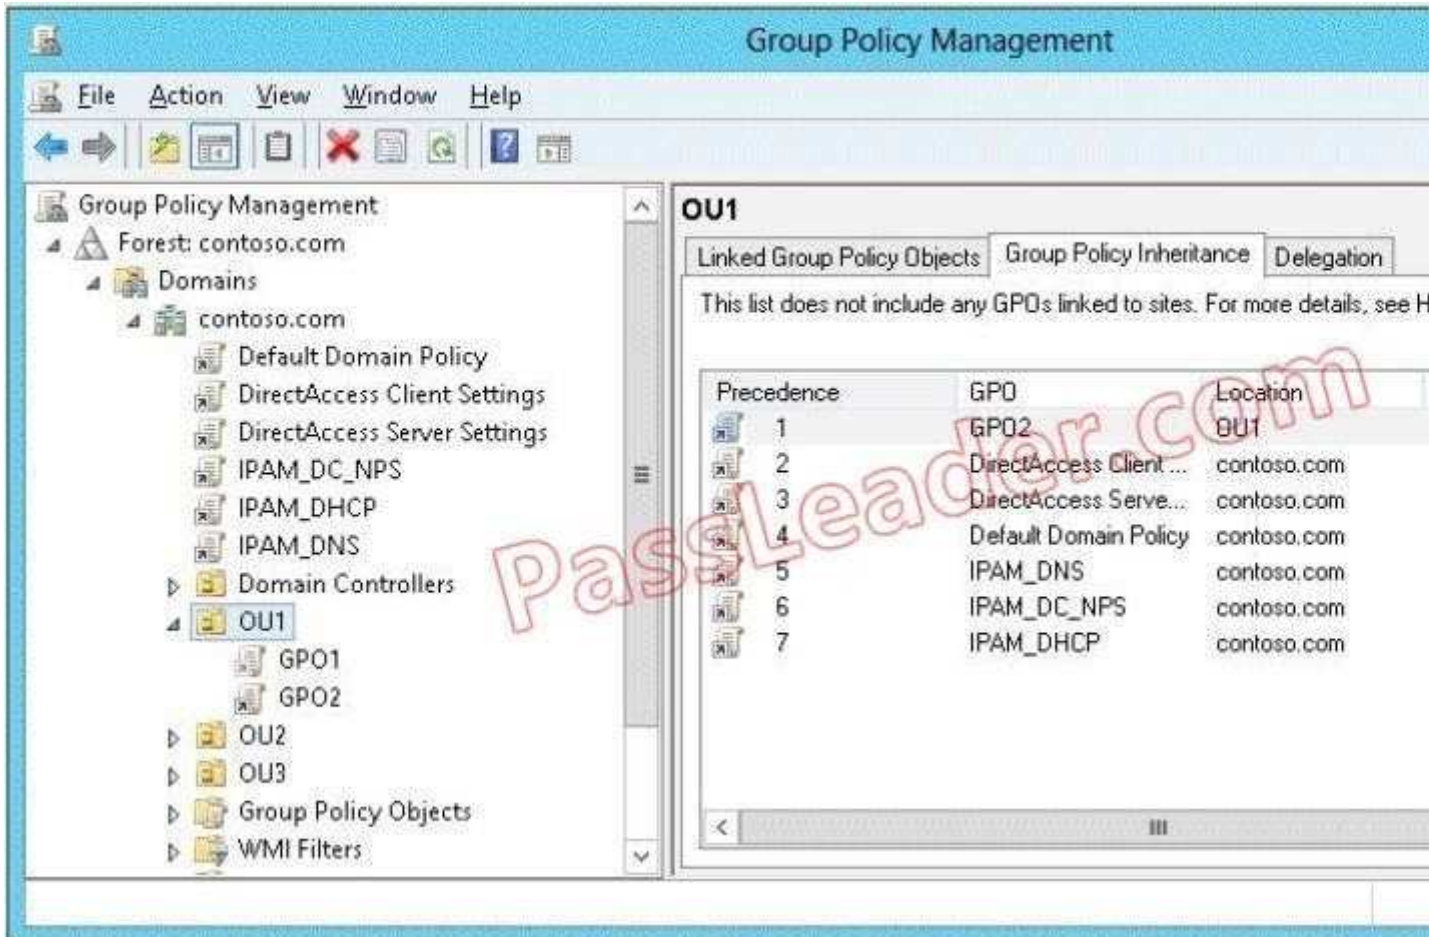 Group Policy Management
File Action View Window Help
Group Policy Management
Forest: contoso.com
Domains
contoso.com
Default Domain Policy
DirectAccess Client Settings
DirectAccess Server Settings
IPAM_DC_NPS
IPAM_DHCP
IPAM_DNS
Domain Controllers
OU1
GPO1
GPO2
OU2
OU3
Group Policy Objects
WMI Filters
OU1
Linked Group Policy Objects Group Policy Inheritance Delegation
This list does not include any GPOs linked to sites. For more details, see H
Precedence GPO Location
1 GPO2 OU1
2 DirectAccess Client ... contoso.com
3 DirectAccess Serve... contoso.com
4 Default Domain Policy contoso.com
5 IPAM_DNS contoso.com
6 IPAM_DC_NPS contoso.com
7 IPAM_DHCP contoso.com
PassLeader.com